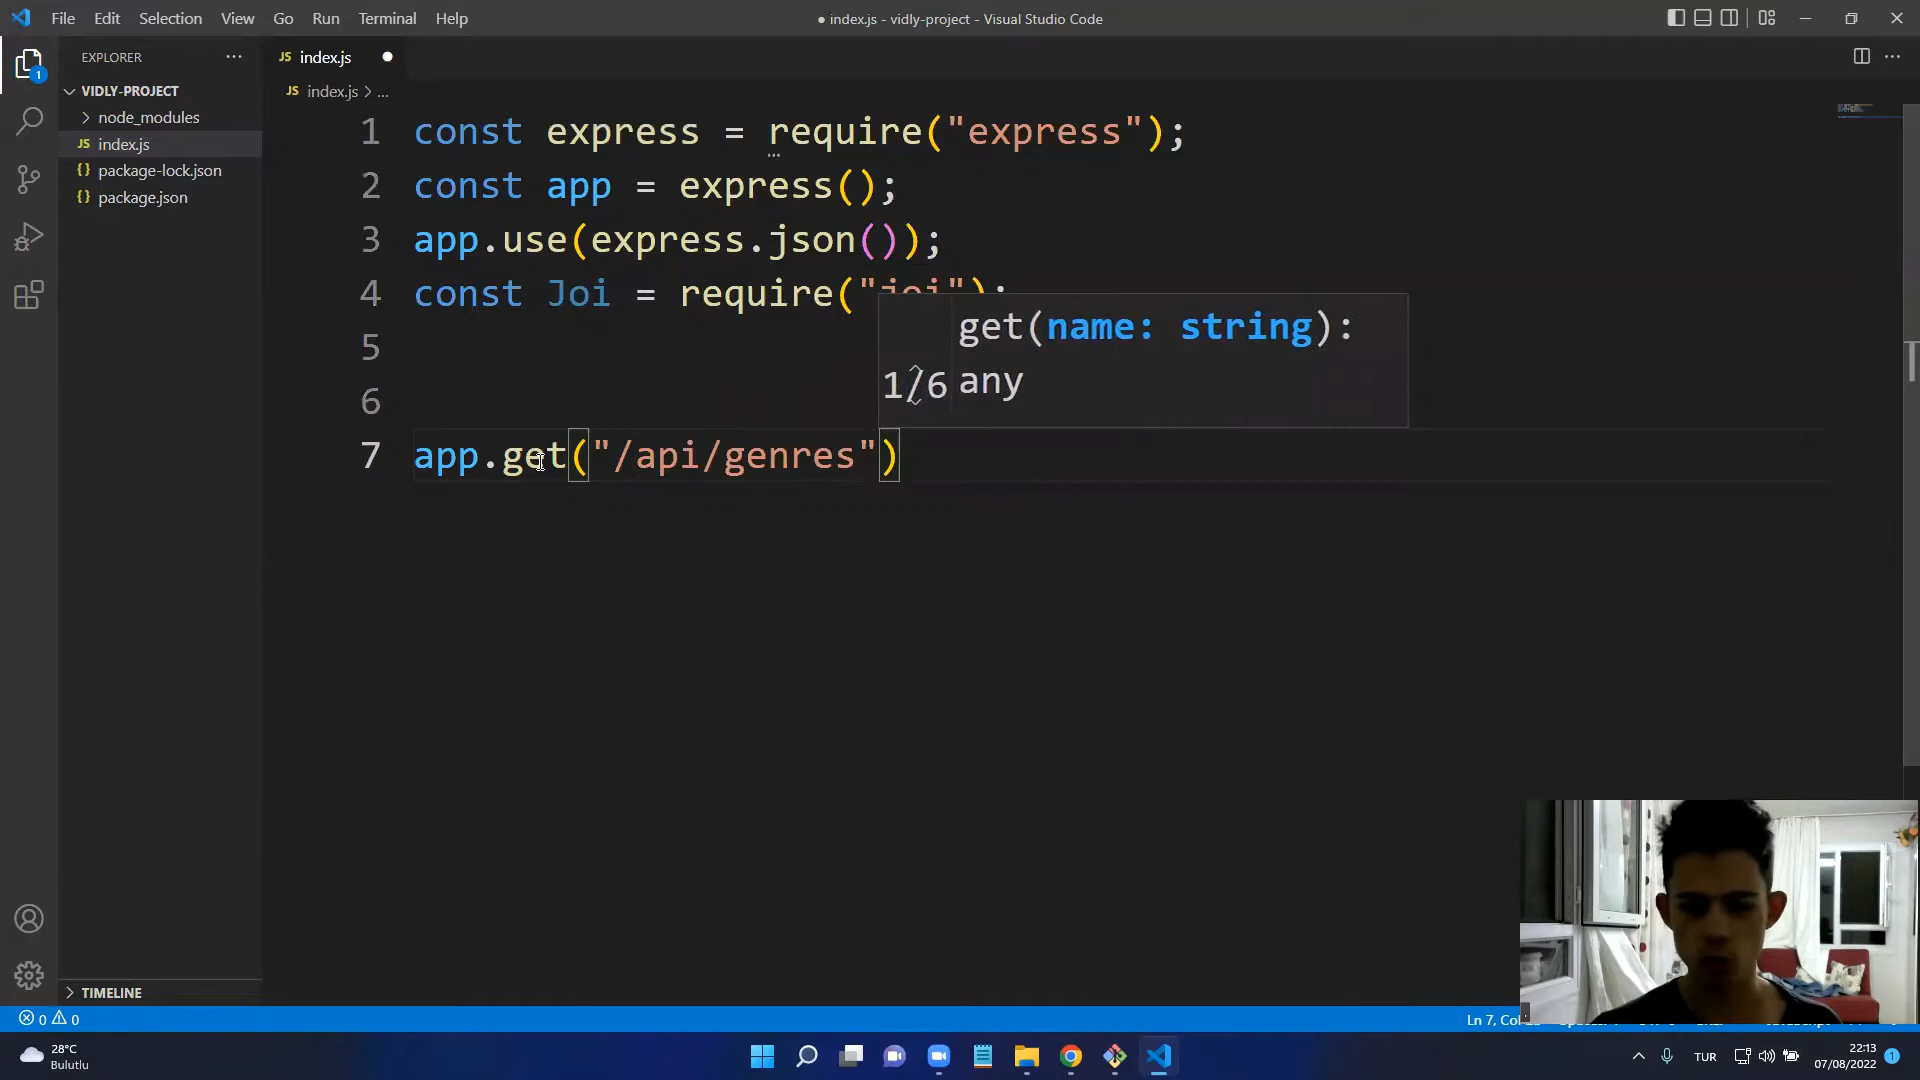 File Edit Selection View Go Run Terminal Help
● index.js - vidly-project - Visual Studio Code
EXPLORER
VIDLY-PROJECT
node_modules
JS index.js
{} package-lock.json
{} package.json
TIMELINE
JS index.js
JS index.js > ...
1 const express = require("express");
2 const app = express();
3 app.use(express.json());
4 const Joi = require("joi");
5
6
7 app.get("/api/genres")
get(name: string):
1/6 any
1
0 0
Ln 7, Co
28°C
Bulutlu
TUR
22:13
07/08/2022
1